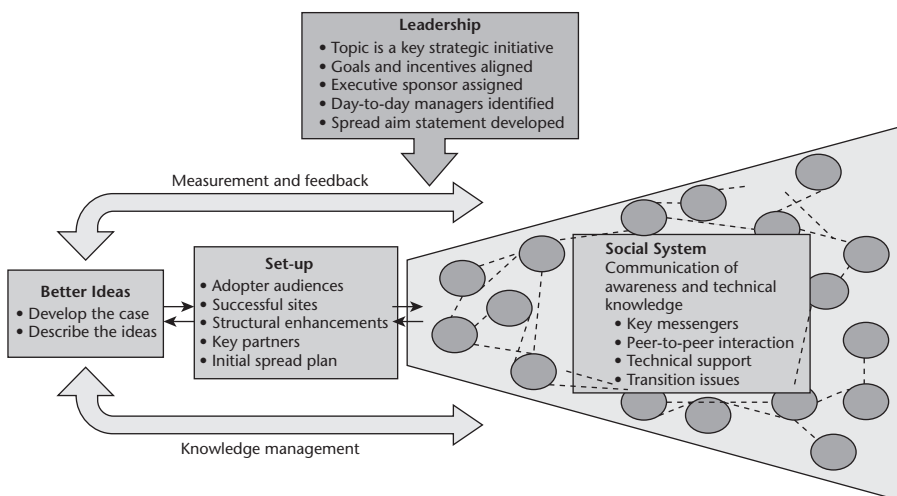 Leadership
• Topic is a key strategic initiative
• Goals and incentives aligned
• Executive sponsor assigned
• Day-to-day managers identified
• Spread aim statement developed
Measurement and feedback
Better Ideas
• Develop the case
• Describe the ideas
Set-up
• Adopter audiences
• Successful sites
• Structural enhancements
• Key partners
• Initial spread plan
Social System
Communication of
awareness and technical
knowledge
• Key messengers
• Peer-to-peer interaction
• Technical support
• Transition issues
Knowledge management